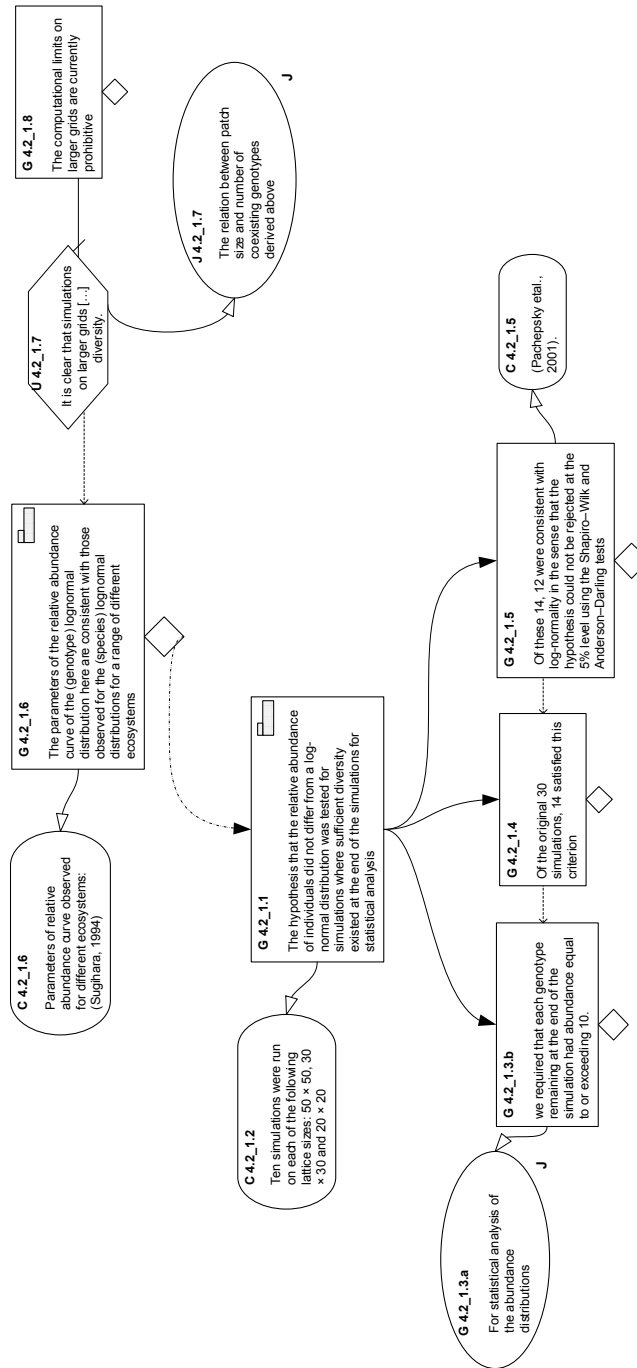 C 4.2_1.6
Parameters of relative
abundance curve observed
for different ecosystems:
(Sugihara, 1994)
G 4.2_1.6
The parameters of the relative abundance
curve of the (genotype) lognormal
distribution here are consistent with those
observed for the (species) lognormal
distributions for a range of different
ecosystems
U 4.2_1.7
It is clear that simulations
on larger grids [...]
diversity.
G 4.2_1.8
The computational limits on
larger grids are currently
prohibitive
J 4.2_1.7
The relation between patch
size and number of
coexisting genotypes
derived above
J
C 4.2_1.2
Ten simulations were run
on each of the following
lattice sizes: 50 × 50, 30
× 30 and 20 × 20
G 4.2_1.1
The hypothesis that the relative abundance
of individuals did not differ from a log-
normal distribution was tested for
simulations where sufficient diversity
existed at the end of the simulations for
statistical analysis
G 4.2_1.3.a
For statistical analysis of
the abundance
distributions
J
G 4.2_1.3.b
we required that each genotype
remaining at the end of the
simulation had abundance equal
to or exceeding 10.
G 4.2_1.4
Of the original 30
simulations, 14 satisfied this
criterion
G 4.2_1.5
Of these 14, 12 were consistent with
log-normality in the sense that the
hypothesis could not be rejected at the
5% level using the Shapiro–Wilk and
Anderson–Darling tests
C 4.2_1.5
(Pachepsky etal.,
2001).